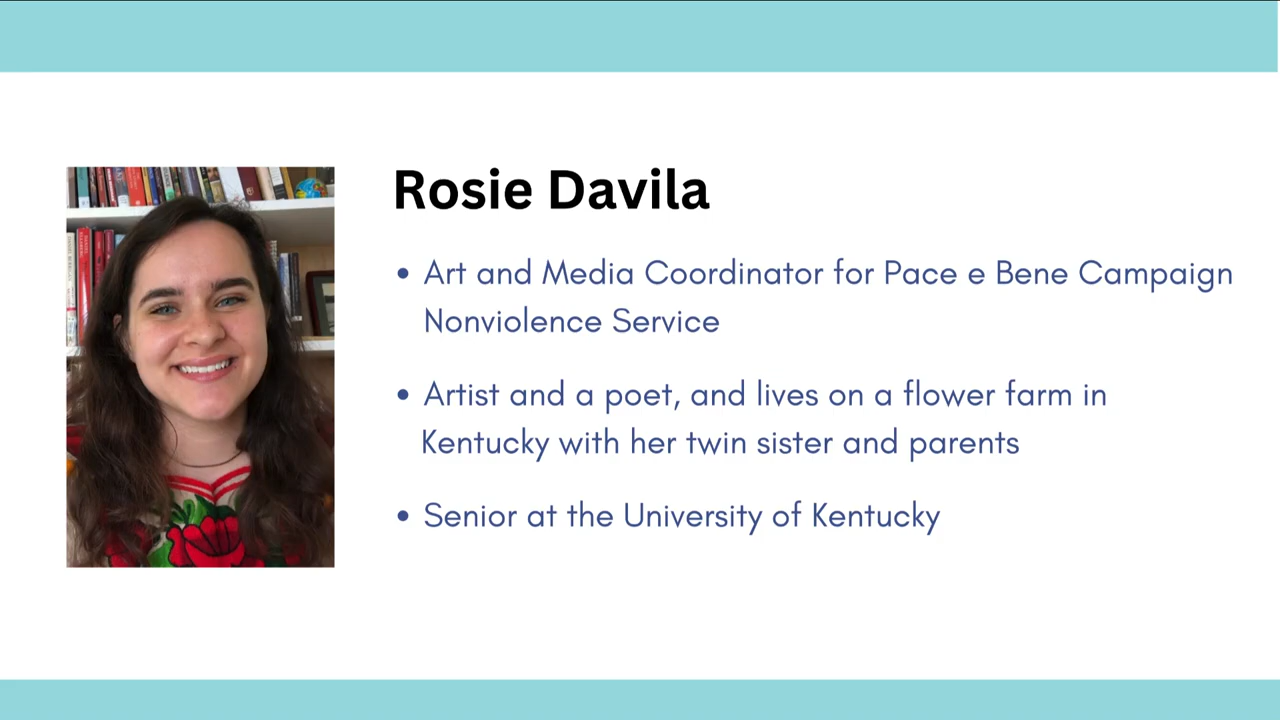 Rosie Davila
• Art and Media Coordinator for Pace e Bene Campaign
Nonviolence Service
• Artist and a poet, and lives on a flower farm in
Kentucky with her twin sister and parents
• Senior at the University of Kentucky